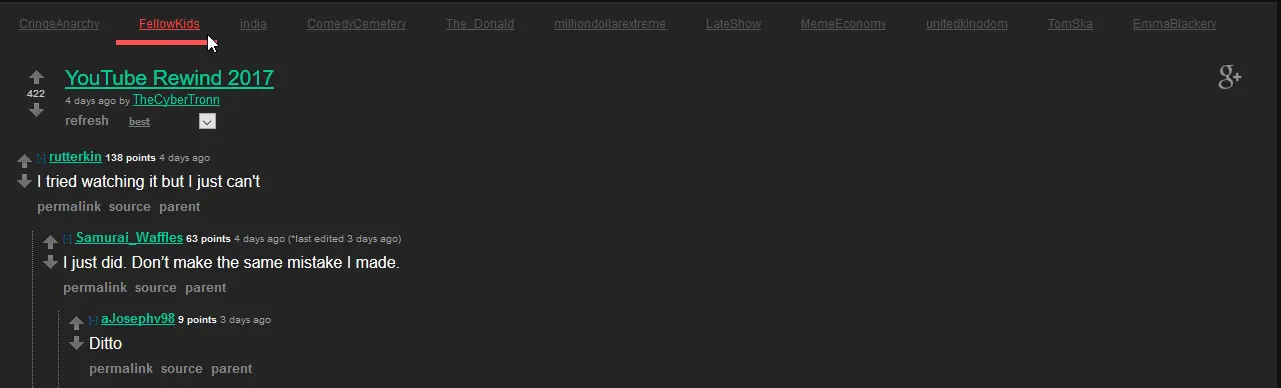 CringeAnarchy FellowKids india ComedyCemetery The_Donald milliondollarextreme LateShow MemeEconomy unitedkingdom TomSka EmmaBlackery
YouTube Rewind 2017
g+
422
4 days ago by TheCyberTronn
refresh best
[-] rutterkin 138 points 4 days ago
I tried watching it but I just can't
permalink source parent
[-] Samurai_Waffles 63 points 4 days ago (*last edited 3 days ago)
I just did. Don't make the same mistake I made.
permalink source parent
[-] aJosephv98 9 points 3 days ago
Ditto
permalink source parent